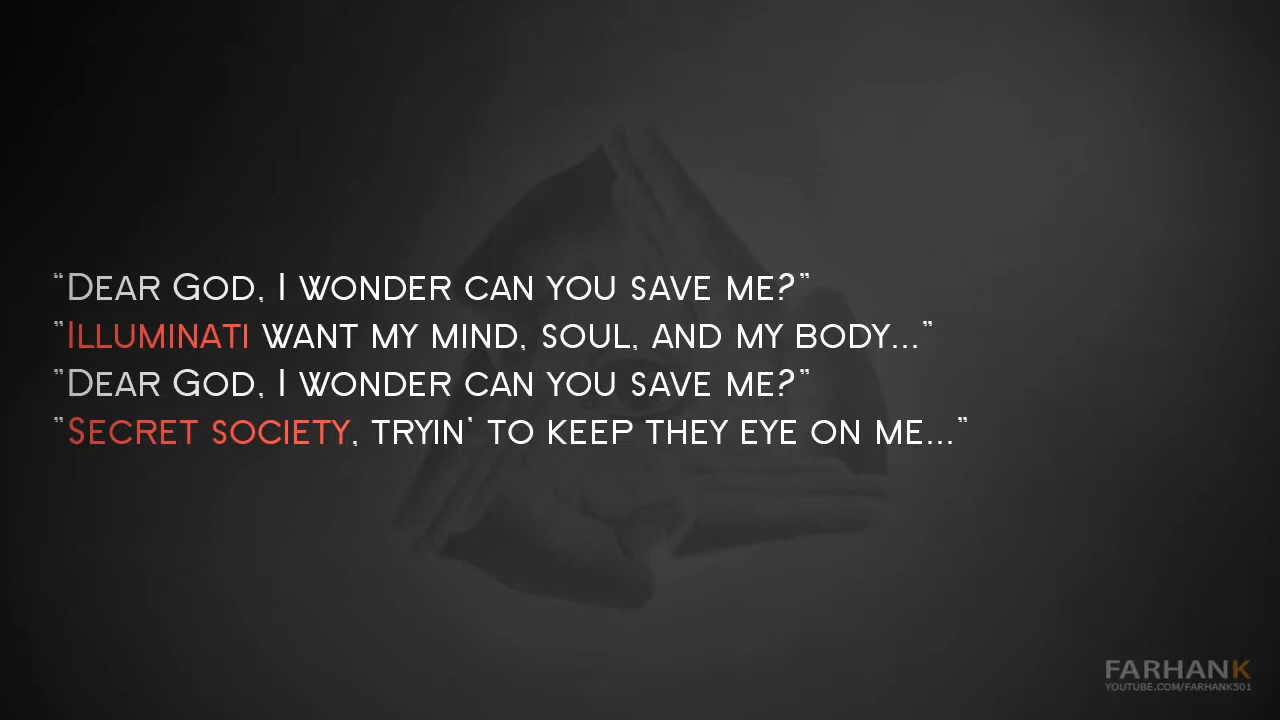 “Dear God, I wonder can you save me?”
”Illuminati want my mind, soul, and my body...”
”Dear God, I wonder can you save me?”
”Secret society, tryin' to keep they eye on me...”
FARHANK
YOUTUBE.COM/FARHANK501